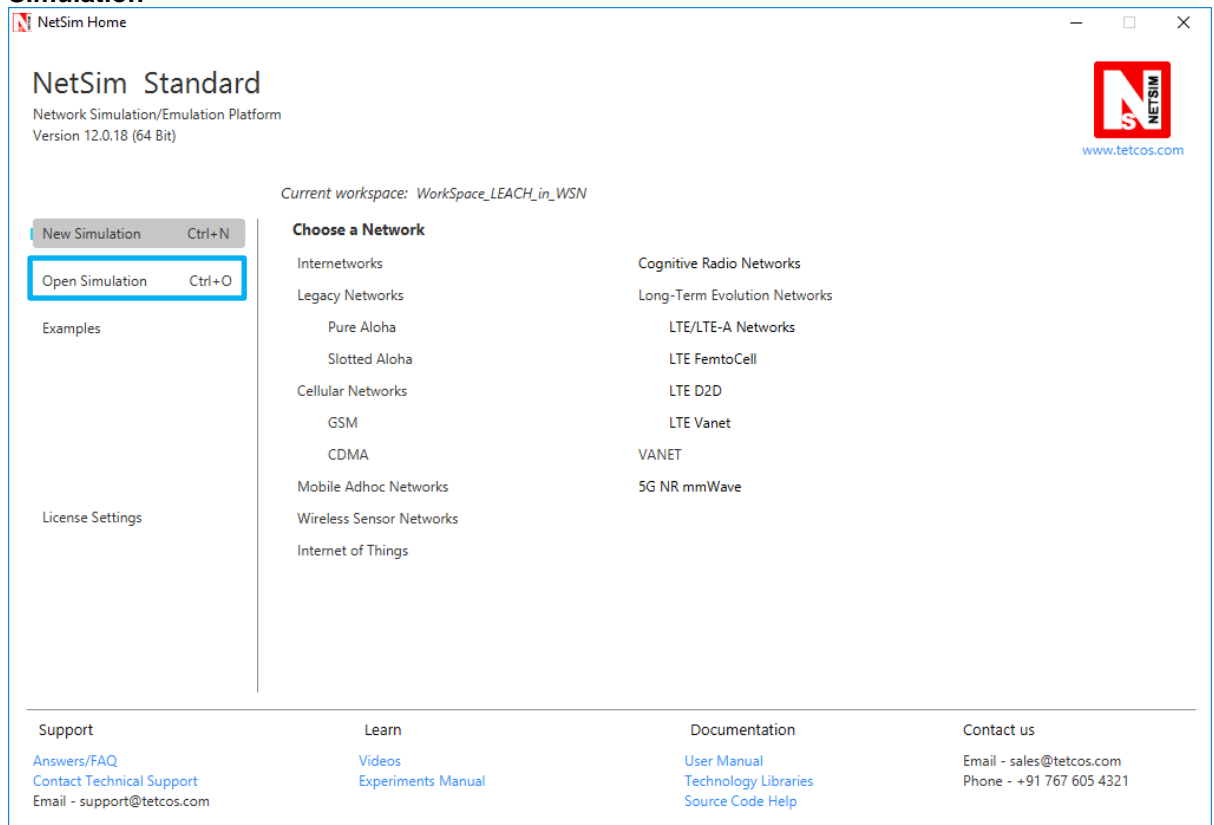 Simulation
NetSim Home
NetSim Standard
Network Simulation/Emulation Platform
Version 12.0.18 (64 Bit)
NETSIM
www.tetcos.com
Current workspace: WorkSpace_LEACH_in_WSN
New Simulation Ctrl+N
Open Simulation Ctrl+O
Examples
License Settings
Choose a Network
Internetworks
Legacy Networks
Pure Aloha
Slotted Aloha
Cellular Networks
GSM
CDMA
Mobile Adhoc Networks
Wireless Sensor Networks
Internet of Things
Cognitive Radio Networks
Long-Term Evolution Networks
LTE/LTE-A Networks
LTE FemtoCell
LTE D2D
LTE Vanet
VANET
5G NR mmWave
Support
Answers/FAQ
Contact Technical Support
Email - support@tetcos.com
Learn
Videos
Experiments Manual
Documentation
User Manual
Technology Libraries
Source Code Help
Contact us
Email - sales@tetcos.com
Phone - +91 767 605 4321